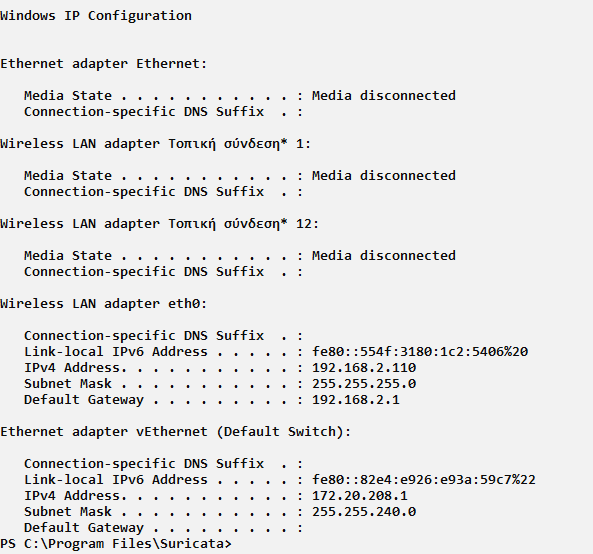 Windows IP Configuration
Ethernet adapter Ethernet:
Media State . . . . . . . . . . . : Media disconnected
Connection-specific DNS Suffix  . :
Wireless LAN adapter Τοπική σύνδεση* 1:
Media State . . . . . . . . . . . : Media disconnected
Connection-specific DNS Suffix  . :
Wireless LAN adapter Τοπική σύνδεση* 12:
Media State . . . . . . . . . . . : Media disconnected
Connection-specific DNS Suffix  . :
Wireless LAN adapter eth0:
Connection-specific DNS Suffix  . :
Link-local IPv6 Address . . . . . : fe80::554f:3180:1c2:5406%20
IPv4 Address. . . . . . . . . . . : 192.168.2.110
Subnet Mask . . . . . . . . . . . : 255.255.255.0
Default Gateway . . . . . . . . . : 192.168.2.1
Ethernet adapter vEthernet (Default Switch):
Connection-specific DNS Suffix  . :
Link-local IPv6 Address . . . . . : fe80::82e4:e926:e93a:59c7%22
IPv4 Address. . . . . . . . . . . : 172.20.208.1
Subnet Mask . . . . . . . . . . . : 255.255.240.0
Default Gateway . . . . . . . . . :
PS C:\Program Files\Suricata>